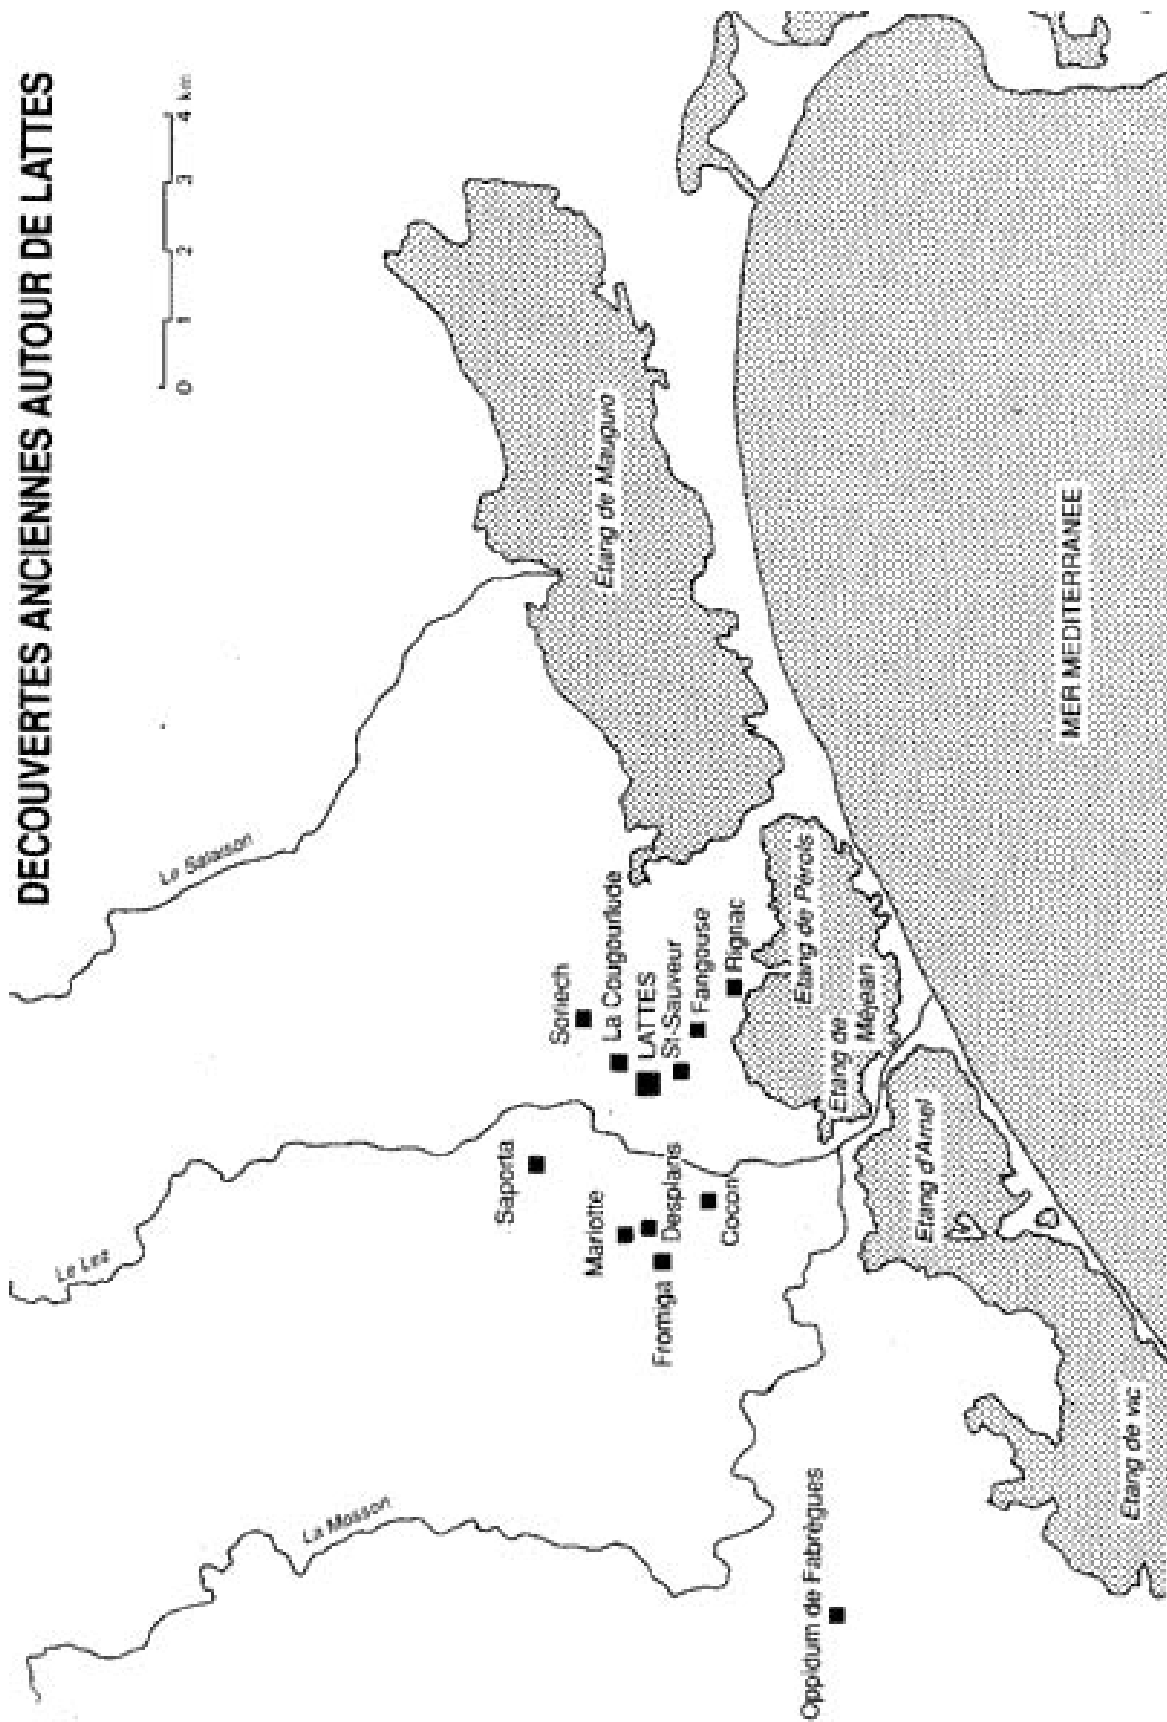 DECOUVERTES ANCIENNES AUTOUR DE LATTES
0 1 2 3 4 km
Le Salaison
Le Lez
La Mosson
Etang de Mauguio
Soriech
La Cougourlude
LATTES
St-Sauveur
Fangouse
Rignac
Saporta
Mariotte
Desplans
Fromiga
Cocon
Etang de Perols
Etang de
Méjean
Etang d'Arnel
Oppidum de Fabrègues
Etang de vic
MER MEDITERRANEE